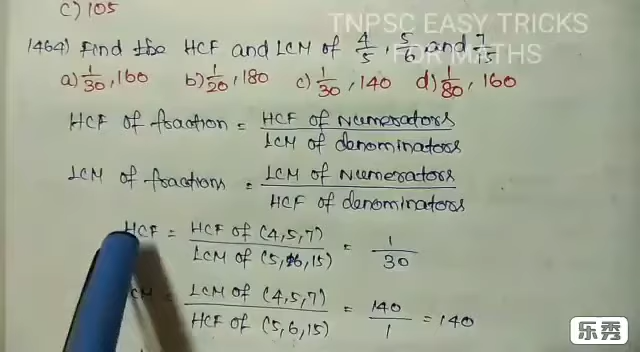 c) 105
TNPSC EASY TRICKS
FOR MATHS
1464) Find the HCF and LCM of 4/5, 5/6 and 7/15
a) 1/30, 160 b) 1/20, 180 c) 1/30, 140 d) 1/80, 160
HCF of fraction = HCF of Numerators / LCM of denominators
LCM of fractions = LCM of Numerators / HCF of denominators
HCF = HCF of (4,5,7) / LCM of (5,6,15) = 1/30
CM = LCM of (4,5,7) / HCF of (5,6,15) = 140/1 = 140
乐秀